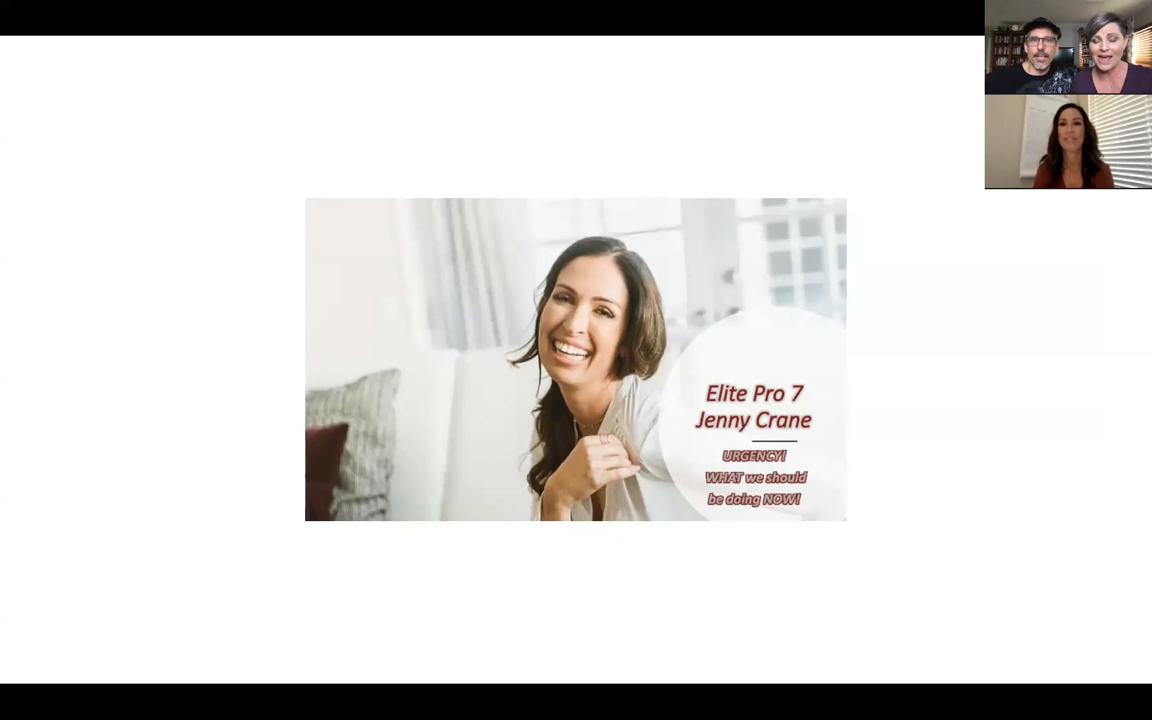 Elite Pro 7
Jenny Crane
URGENCY!
WHAT we should
be doing NOW!